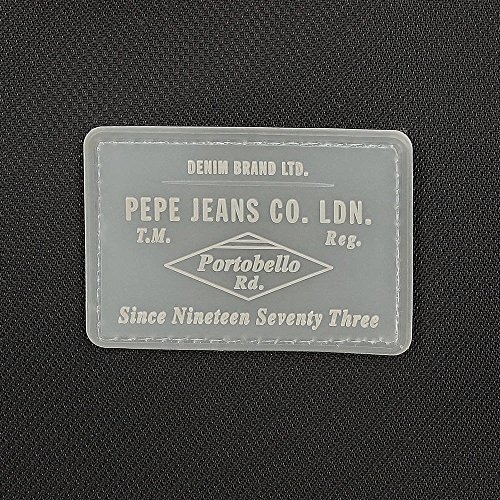 DENIM BRAND LTD.
PEPE JEANS CO. LDN.
T.M. Reg.
Portobello
Rd.
Since Nineteen Seventy Three